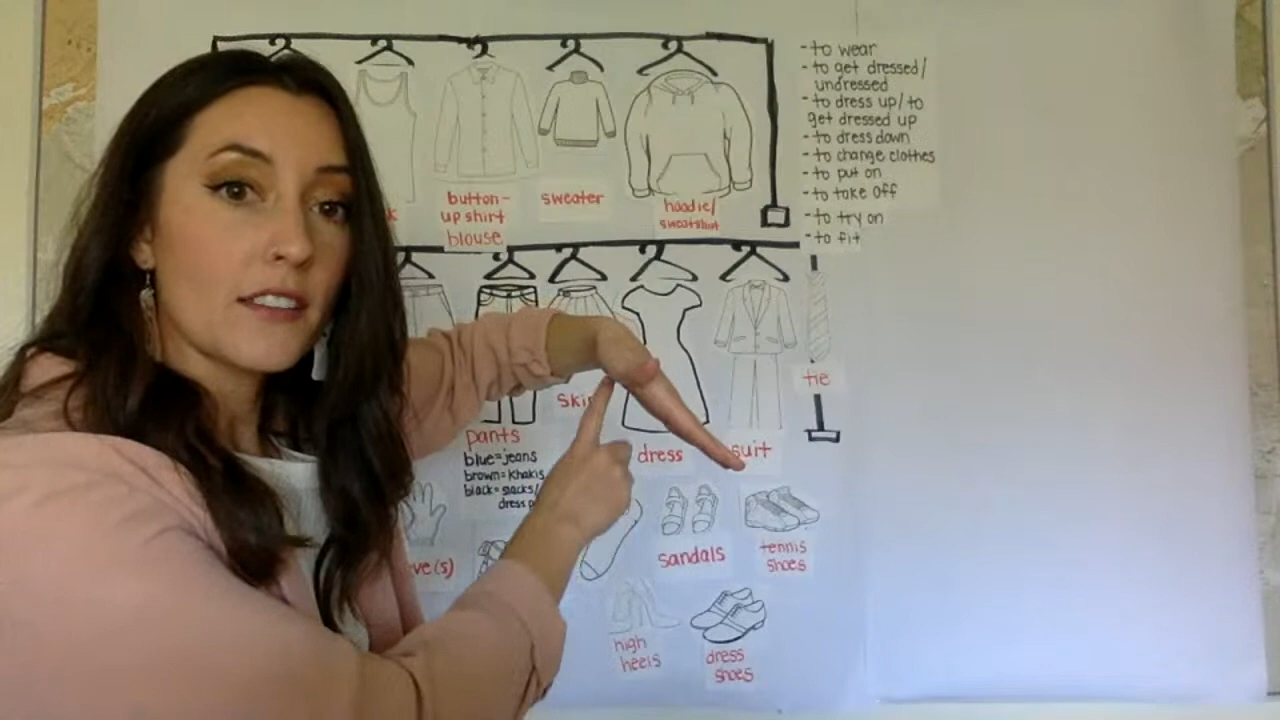 - to wear
- to get dressed/
undressed
- to dress up/to
get dressed up
- to dress down
- to change clothes
- to put on
- to take off
- to try on
- to fit
button-
up shirt
blouse
sweater
hoodie/
sweatshirt
tie
pants
blue=jeans
brown=khakis
black=slacks/
dress
dress
suit
sandals
tennis
shoes
high
heels
dress
shoes